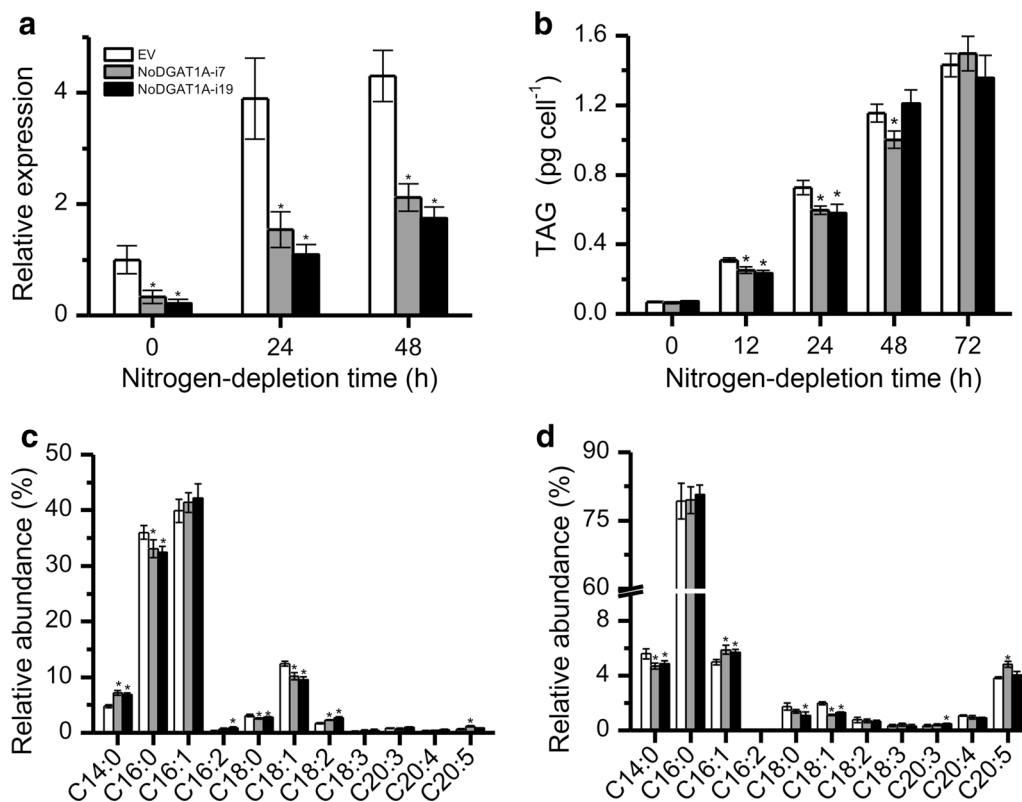 a
EV
NoDGAT1A-i7
NoDGAT1A-i19
Relative expression
4
2
0
* * * * * *
0 24 48
Nitrogen-depletion time (h)
b
TAG (pg cell-1)
1.6
1.2
0.8
0.4
0.0
* * * * *
0 12 24 48 72
Nitrogen-depletion time (h)
c
Relative abundance (%)
50
40
30
20
10
0
* * * * * * * * * * * *
C14:0 C16:0 C16:1 C16:2 C18:0 C18:1 C18:2 C18:3 C20:3 C20:4 C20:5
d
Relative abundance (%)
90
75
60
8
6
4
2
0
* * * * * * * * *
C14:0 C16:0 C16:1 C16:2 C18:0 C18:1 C18:2 C18:3 C20:3 C20:4 C20:5